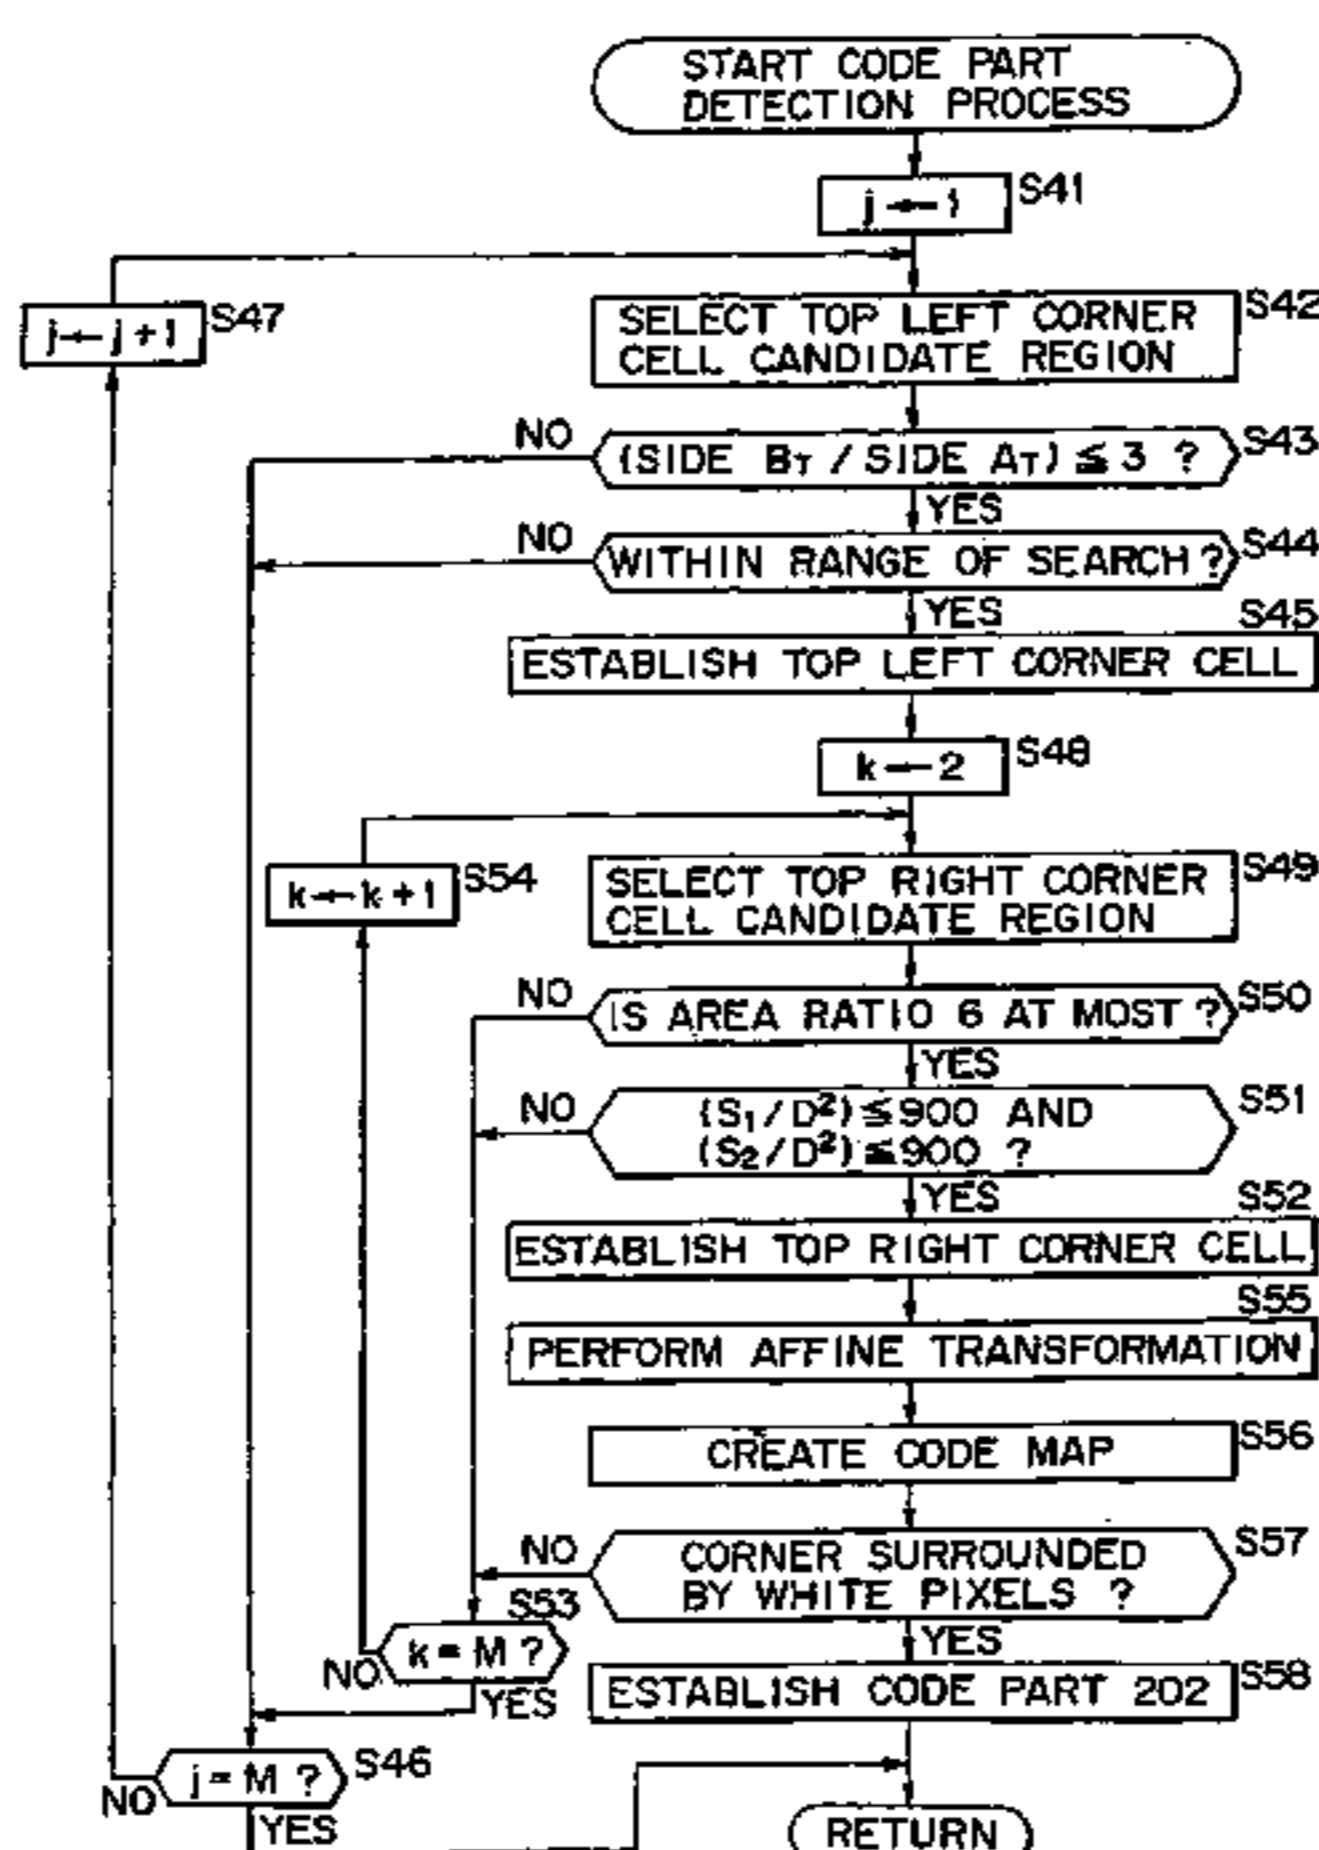 START CODE PART
DETECTION PROCESS
j ← 1
S41
S47
j ← j + 1
SELECT TOP LEFT CORNER
CELL CANDIDATE REGION
S42
NO
(SIDE BT / SIDE AT) ≦ 3 ?
S43
YES
NO
WITHIN RANGE OF SEARCH ?
S44
YES
S45
ESTABLISH TOP LEFT CORNER CELL
k ← 2
S48
k ← k + 1
S54
SELECT TOP RIGHT CORNER
CELL CANDIDATE REGION
S49
NO
IS AREA RATIO 6 AT MOST ?
S50
YES
NO
(S1 / D²) ≦ 900 AND
(S2 / D²) ≦ 900 ?
S51
YES
S52
ESTABLISH TOP RIGHT CORNER CELL
S55
PERFORM AFFINE TRANSFORMATION
CREATE CODE MAP
S56
NO
CORNER SURROUNDED
BY WHITE PIXELS ?
S57
YES
S53
k = M ?
NO
YES
ESTABLISH CODE PART 202
S58
j = M ?
S46
NO
YES
RETURN